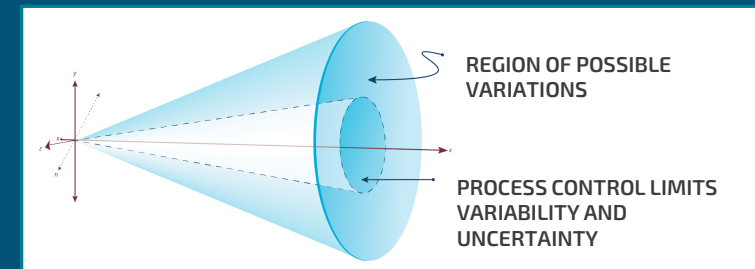 y
REGION OF POSSIBLE
VARIATIONS
x
z
x
n
PROCESS CONTROL LIMITS
VARIABILITY AND
UNCERTAINTY